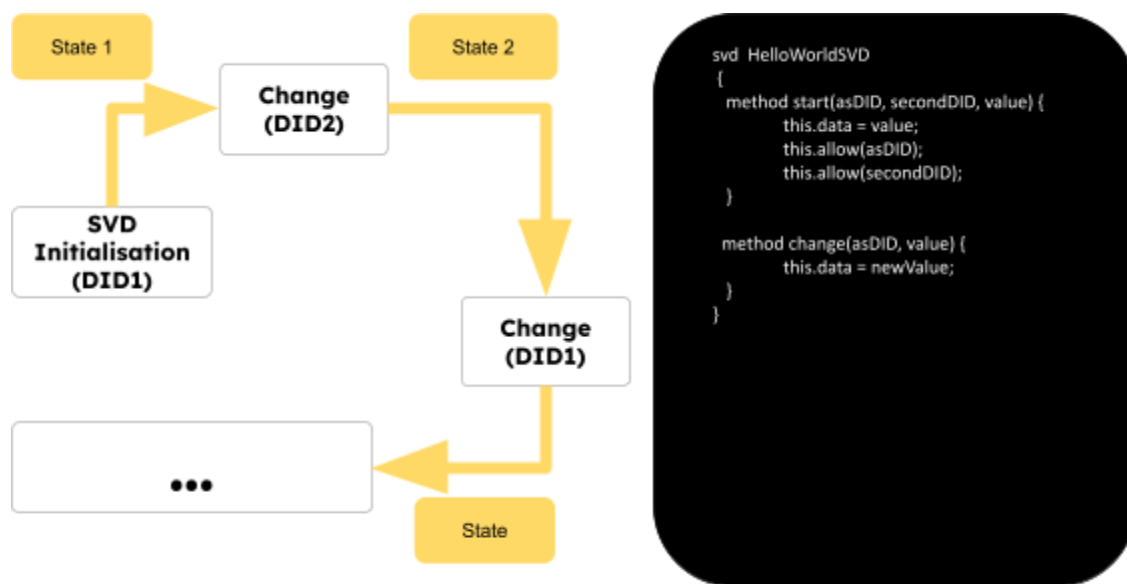 State 1
State 2
Change
(DID2)
SVD
Initialisation
(DID1)
Change
(DID1)
...
State
svd HelloWorldSVD
{
method start(asDID, secondDID, value) {
this.data = value;
this.allow(asDID);
this.allow(secondDID);
}
method change(asDID, value) {
this.data = newValue;
}
}